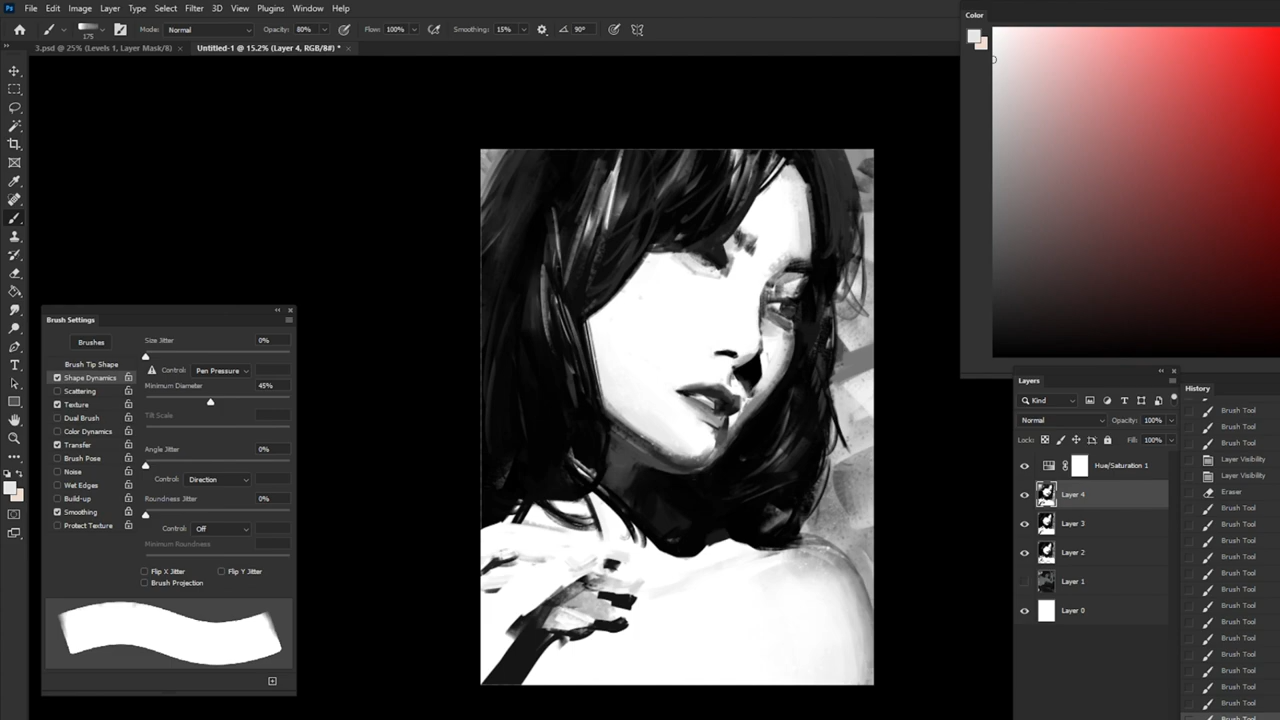 Ps File Edit Image Layer Type Select Filter 3D View Plugins Window Help
175 Mode: Normal Opacity: 80% Flow: 100% Smoothing: 15% 90°
3.psd @ 25% (Levels 1, Layer Mask/8) × Untitled-1 @ 15.2% (Layer 4, RGB/8#) * ×
Color
Brush Settings
Brushes
Brush Tip Shape
Shape Dynamics
Scattering
Texture
Dual Brush
Color Dynamics
Transfer
Brush Pose
Noise
Wet Edges
Build-up
Smoothing
Protect Texture
Size Jitter 0%
Control: Pen Pressure
Minimum Diameter 45%
Tilt Scale
Angle Jitter 0%
Control: Direction
Roundness Jitter 0%
Control: Off
Minimum Roundness
Flip X Jitter Flip Y Jitter
Brush Projection
Layers
Kind
Normal Opacity: 100%
Lock: Fill: 100%
Hue/Saturation 1
Layer 4
Layer 3
Layer 2
Layer 1
Layer 0
History
Brush Tool
Brush Tool
Brush Tool
Layer Visibility
Layer Visibility
Eraser
Brush Tool
Brush Tool
Brush Tool
Brush Tool
Brush Tool
Brush Tool
Brush Tool
Brush Tool
Brush Tool
Brush Tool
Brush Tool
Brush Tool
Brush Tool
Brush Tool